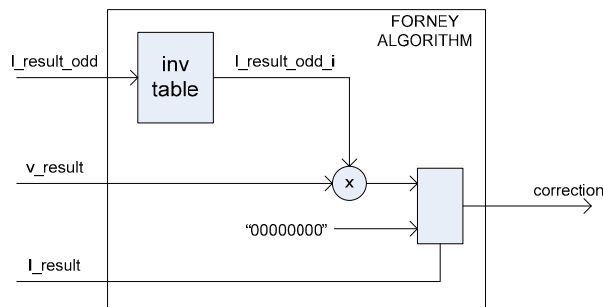 FORNEY
ALGORITHM
l_result_odd
inv
table
l_result_odd_i
v_result
x
"00000000”
correction
l_result